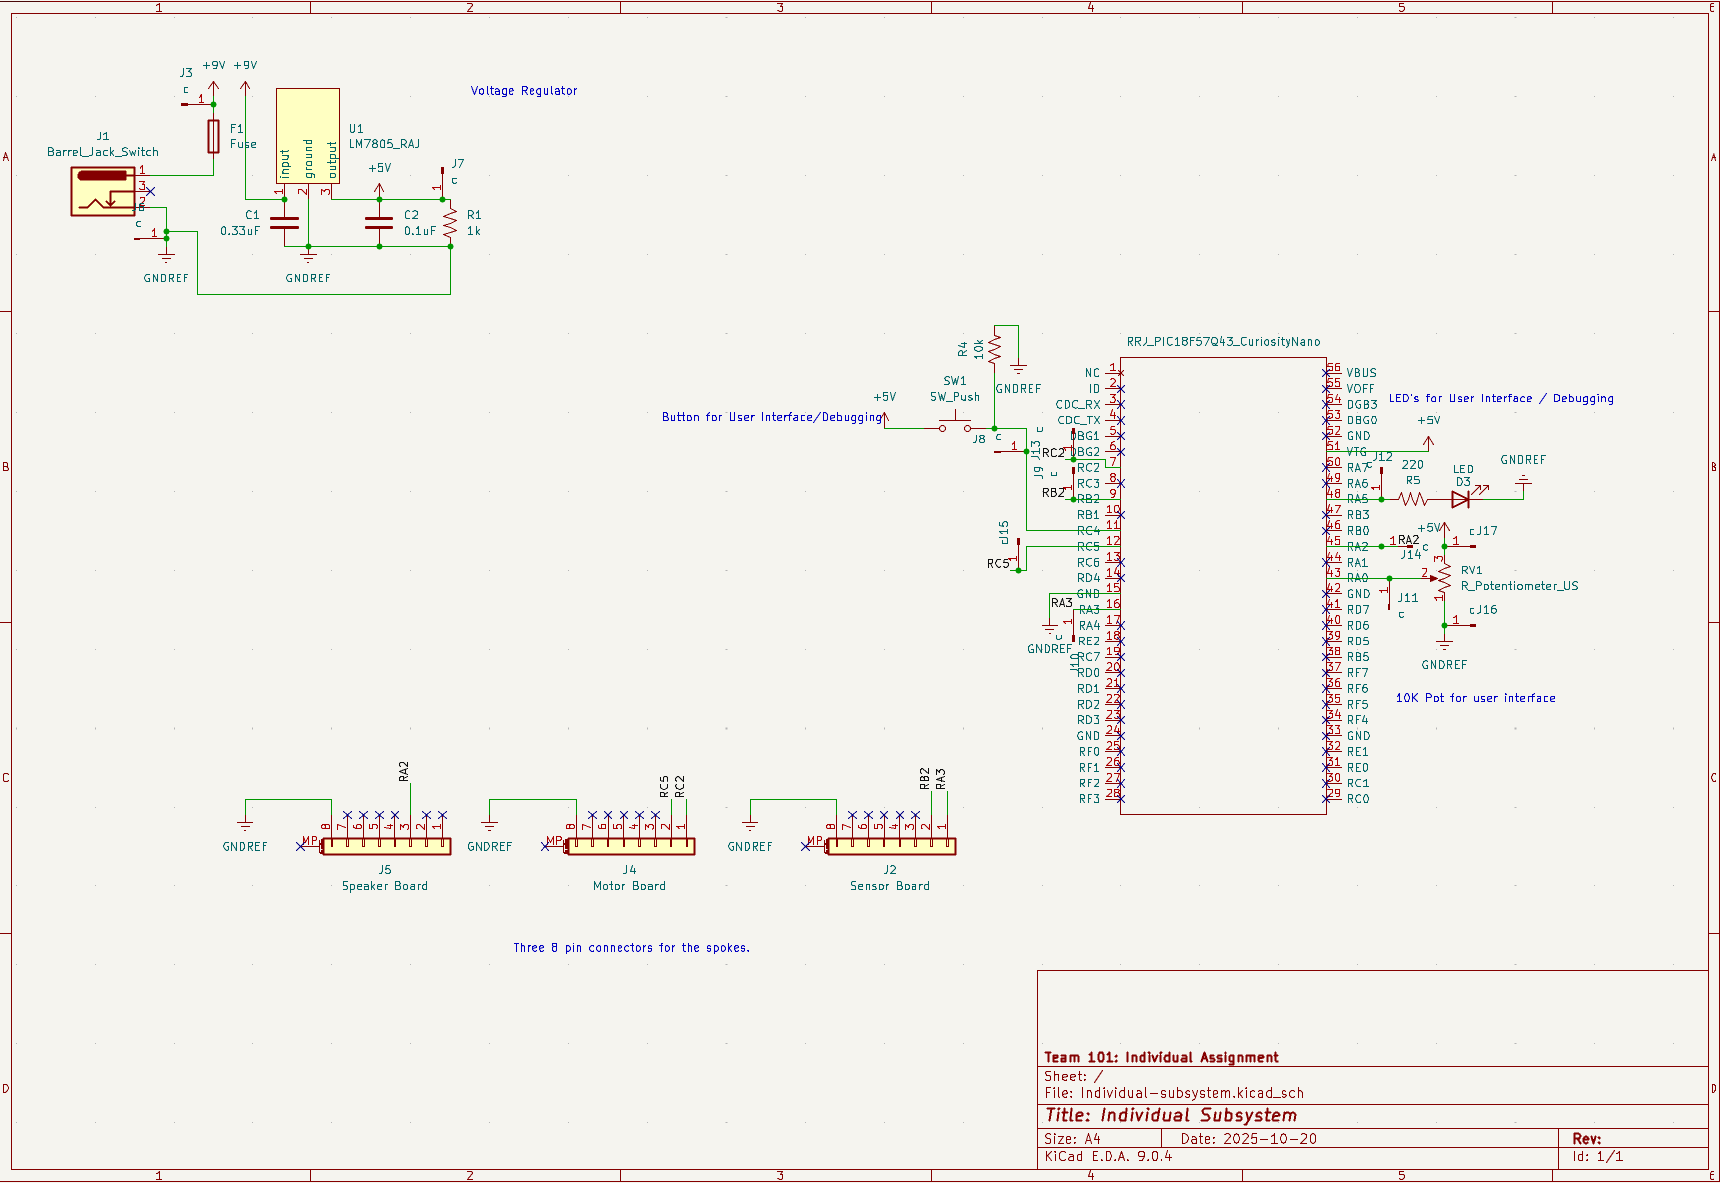 1 2 3 4 5 6
A
B
C
D
J3
c
1
+9V +9V
J1
Barrel_Jack_Switch
1
3
2
c
1
GNDREF
F1
Fuse
U1
LM7805_RAJ
input
ground
output
1
2
3
C1
0.33uF
GNDREF
+5V
C2
0.1uF
J7
c
1
R1
1k
Voltage Regulator
Button for User Interface/Debugging
+5V
SW1
SW_Push
R4
10k
GNDREF
J8
c
1
J13
c
1
RC2
J9
c
1
RB2
J15
c
1
RC5
RA3
1
c
J10
GNDREF
RRJ_PIC18F57Q43_CuriosityNano
NC 1
ID 2
CDC_RX 3
CDC_TX 4
DBG1 5
DBG2 6
RC2 7
RC3 8
RB2 9
RB1 10
RC4 11
RC5 12
RC6 13
RD4 14
GND 15
RA3 16
RA4 17
RE2 18
RC7 19
RD0 20
RD1 21
RD2 22
RD3 23
GND 24
RF0 25
RF1 26
RF2 27
RF3 28
56 VBUS
55 VOFF
54 DGB3
53 DBG0
52 GND
51 VTG
50 RA7
49 RA6
48 RA5
47 RB3
46 RB0
45 RA2
44 RA1
43 RA0
42 GND
41 RD7
40 RD6
39 RD5
38 RB5
37 RF7
36 RF6
35 RF5
34 RF4
33 GND
32 RE1
31 RE0
30 RC1
29 RC0
LED's for User Interface / Debugging
+5V
J12
c
1
220
R5
LED
D3
GNDREF
1
RA2
c
J14
+5V
1
c J17
3
2
1
RV1
R_Potentiometer_US
J11
c
1
1
c J16
GNDREF
10K Pot for user interface
RA2
GNDREF
MP 8 7 6 5 4 3 2 1
J5
Speaker Board
RC5 RC2
GNDREF
MP 8 7 6 5 4 3 2 1
J4
Motor Board
RB2 RA3
GNDREF
MP 8 7 6 5 4 3 2 1
J2
Sensor Board
Three 8 pin connectors for the spokes.
Team 101: Individual Assignment
Sheet: /
File: Individual-subsystem.kicad_sch
Title: Individual Subsystem
Size: A4 Date: 2025-10-20 Rev:
KiCad E.D.A. 9.0.4 Id: 1/1
A
B
C
D
1 2 3 4 5 6